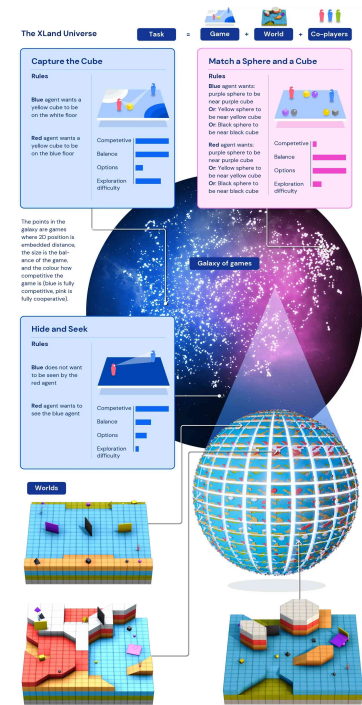 The XLand Universe
Task = Game + World + Co-players
Capture the Cube
Rules
Blue agent wants a
yellow cube to be
on the white floor
Red agent wants a
yellow cube to be
on the blue floor
Competetive
Balance
Options
Exploration
difficulty
Match a Sphere and a Cube
Rules
Blue agent wants:
purple sphere to be
near purple cube
Or: Yellow sphere to
be near yellow cube
Or: Black sphere to
be near black cube
Red agent wants:
purple sphere to be
near purple cube
Or: Yellow sphere to
be near yellow cube
Or: Black sphere to
be near black cube
Competetive
Balance
Options
Exploration
difficulty
The points in the
galaxy are games
where 2D position is
embedded distance,
the size is the bal-
ance of the game,
and the colour how
competitive the
game is (blue is fully
competitive, pink is
fully cooperative).
Galaxy of games
Hide and Seek
Rules
Blue does not want
to be seen by the
red agent
Red agent wants to
see the blue agent
Competetive
Balance
Options
Exploration
difficulty
Worlds